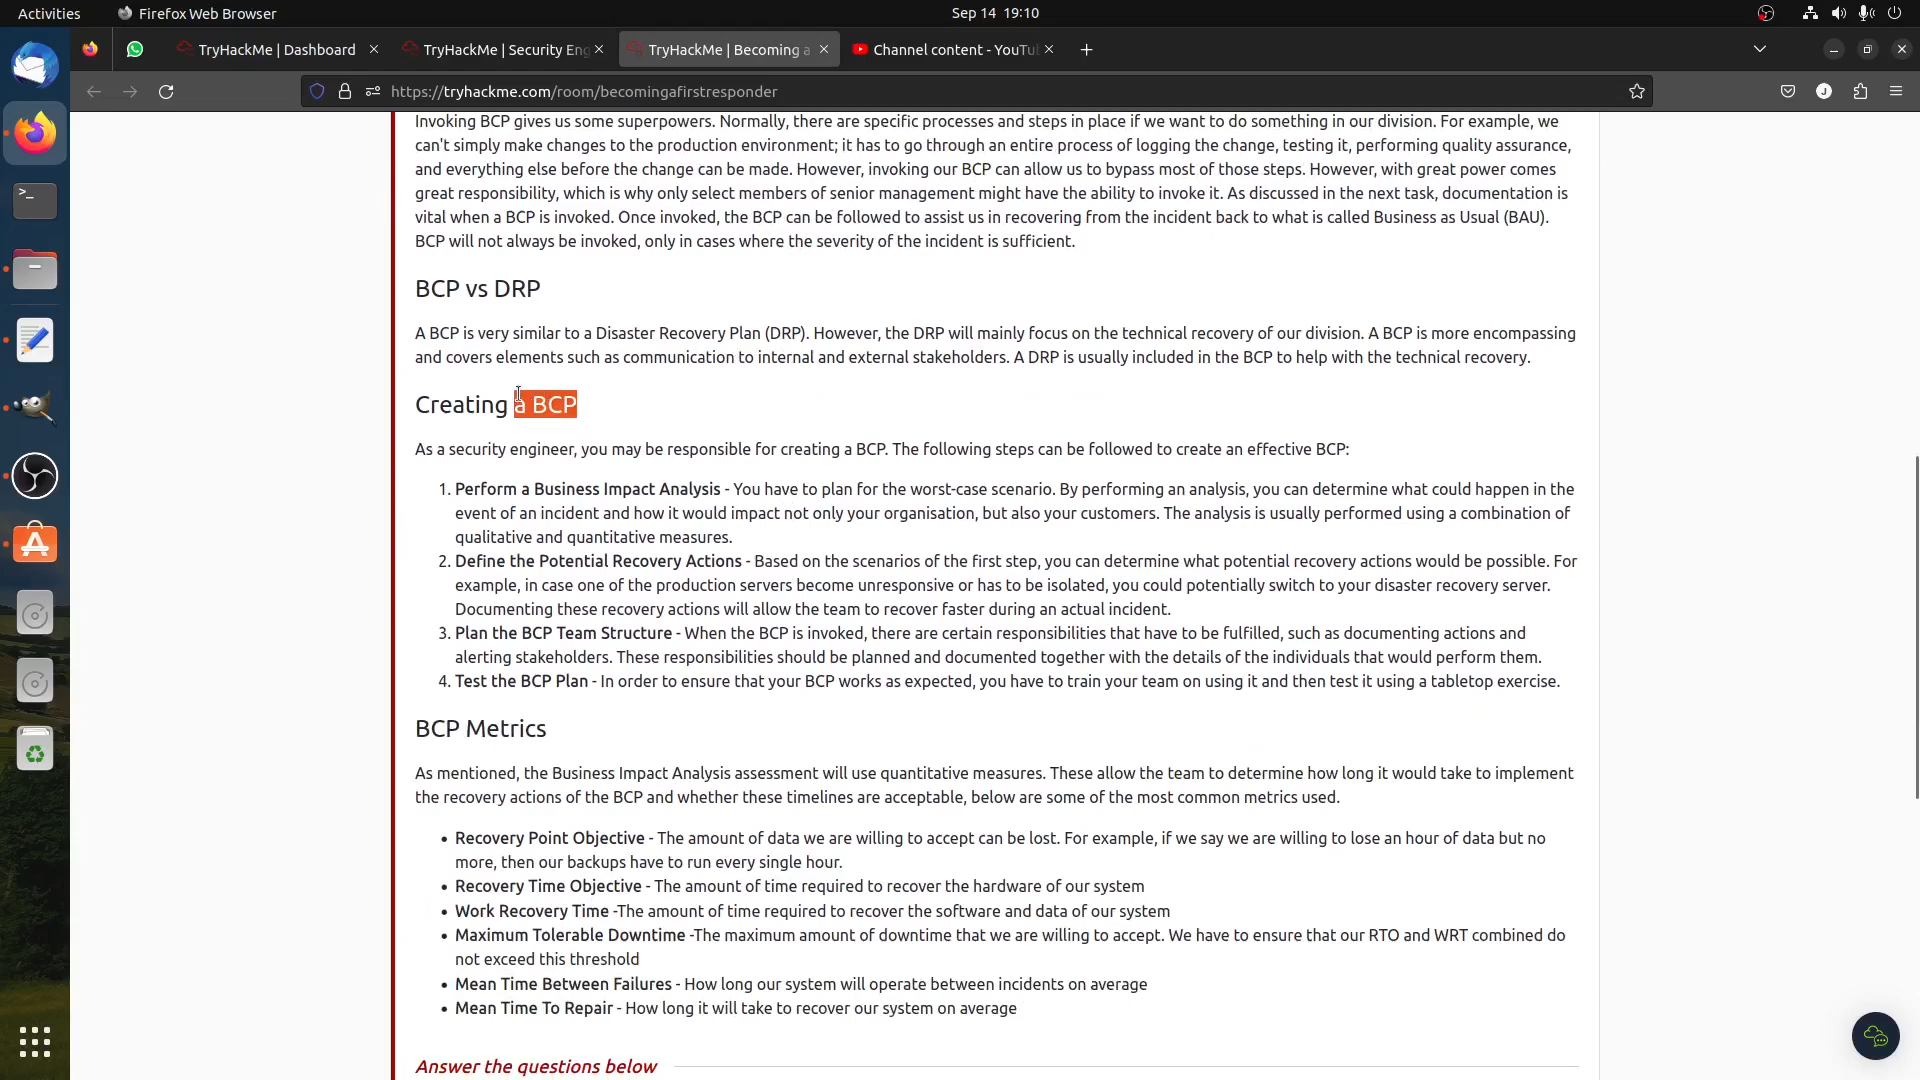 Activities
Firefox Web Browser
Sep 14 19:10
TryHackMe | Dashboard
TryHackMe | Security Eng
TryHackMe | Becoming a
Channel content - YouTu
https://tryhackme.com/room/becomingafirstresponder
J
Invoking BCP gives us some superpowers. Normally, there are specific processes and steps in place if we want to do something in our division. For example, we
can't simply make changes to the production environment; it has to go through an entire process of logging the change, testing it, performing quality assurance,
and everything else before the change can be made. However, invoking our BCP can allow us to bypass most of those steps. However, with great power comes
great responsibility, which is why only select members of senior management might have the ability to invoke it. As discussed in the next task, documentation is
vital when a BCP is invoked. Once invoked, the BCP can be followed to assist us in recovering from the incident back to what is called Business as Usual (BAU).
BCP will not always be invoked, only in cases where the severity of the incident is sufficient.
BCP vs DRP
A BCP is very similar to a Disaster Recovery Plan (DRP). However, the DRP will mainly focus on the technical recovery of our division. A BCP is more encompassing
and covers elements such as communication to internal and external stakeholders. A DRP is usually included in the BCP to help with the technical recovery.
Creating a BCP
As a security engineer, you may be responsible for creating a BCP. The following steps can be followed to create an effective BCP:
1. Perform a Business Impact Analysis - You have to plan for the worst-case scenario. By performing an analysis, you can determine what could happen in the
event of an incident and how it would impact not only your organisation, but also your customers. The analysis is usually performed using a combination of
qualitative and quantitative measures.
2. Define the Potential Recovery Actions - Based on the scenarios of the first step, you can determine what potential recovery actions would be possible. For
example, in case one of the production servers become unresponsive or has to be isolated, you could potentially switch to your disaster recovery server.
Documenting these recovery actions will allow the team to recover faster during an actual incident.
3. Plan the BCP Team Structure - When the BCP is invoked, there are certain responsibilities that have to be fulfilled, such as documenting actions and
alerting stakeholders. These responsibilities should be planned and documented together with the details of the individuals that would perform them.
4. Test the BCP Plan - In order to ensure that your BCP works as expected, you have to train your team on using it and then test it using a tabletop exercise.
BCP Metrics
As mentioned, the Business Impact Analysis assessment will use quantitative measures. These allow the team to determine how long it would take to implement
the recovery actions of the BCP and whether these timelines are acceptable, below are some of the most common metrics used.
• Recovery Point Objective - The amount of data we are willing to accept can be lost. For example, if we say we are willing to lose an hour of data but no
more, then our backups have to run every single hour.
• Recovery Time Objective - The amount of time required to recover the hardware of our system
• Work Recovery Time -The amount of time required to recover the software and data of our system
• Maximum Tolerable Downtime -The maximum amount of downtime that we are willing to accept. We have to ensure that our RTO and WRT combined do
not exceed this threshold
• Mean Time Between Failures - How long our system will operate between incidents on average
• Mean Time To Repair - How long it will take to recover our system on average
Answer the questions below